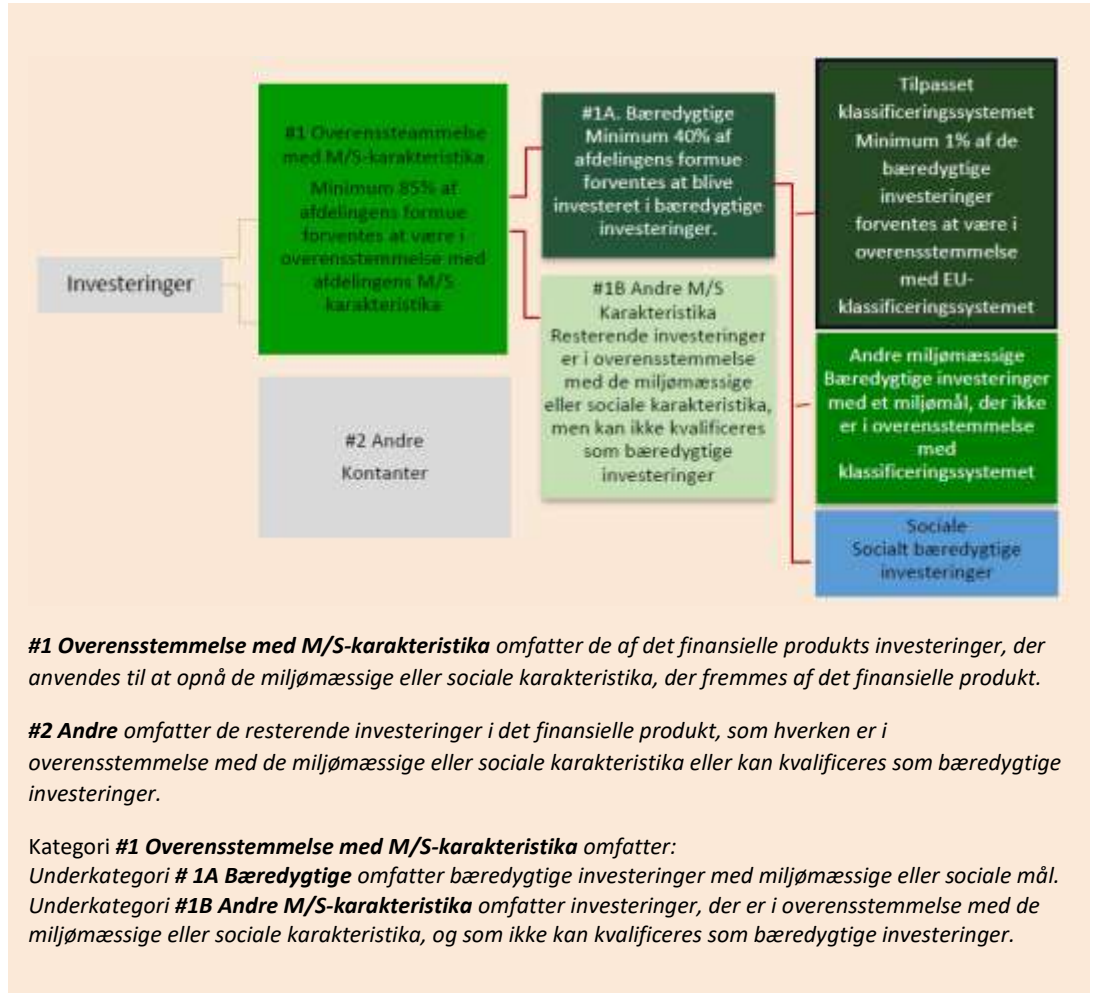 Investeringer
#1 Overenssteammelse
med M/S-karakteristika
Minimum 85% af
afdelingens formue
forventes at være i
overensstemmelse med
afdelingens M/S
karakteristika
#2 Andre
Kontanter
#1A. Bæredygtige
Minimum 40% af
afdelingens formue
forventes at blive
investeret i bæredygtige
investeringer.
#1B Andre M/S
Karakteristika
Resterende investeringer
er i overensstemmelse
med de miljømæssige
eller sociale karakteristika,
men kan ikke kvalificeres
som bæredygtige
investeringer
Tilpasset
klassificeringssystemet
Minimum 1% af de
bæredygtige
investeringer
forventes at være i
overensstemmelse
med EU-
klassificeringssystemet
Andre miljømæssige
Bæredygtige investeringer
med et miljømål, der ikke
er i overensstemmelse
med
klassificeringssystemet
Sociale
Socialt bæredygtige
investeringer
#1 Overensstemmelse med M/S-karakteristika omfatter de af det finansielle produkts investeringer, der
anvendes til at opnå de miljømæssige eller sociale karakteristika, der fremmes af det finansielle produkt.
#2 Andre omfatter de resterende investeringer i det finansielle produkt, som hverken er i
overensstemmelse med de miljømæssige eller sociale karakteristika eller kan kvalificeres som bæredygtige
investeringer.
Kategori #1 Overensstemmelse med M/S-karakteristika omfatter:
Underkategori # 1A Bæredygtige omfatter bæredygtige investeringer med miljømæssige eller sociale mål.
Underkategori #1B Andre M/S-karakteristika omfatter investeringer, der er i overensstemmelse med de
miljømæssige eller sociale karakteristika, og som ikke kan kvalificeres som bæredygtige investeringer.